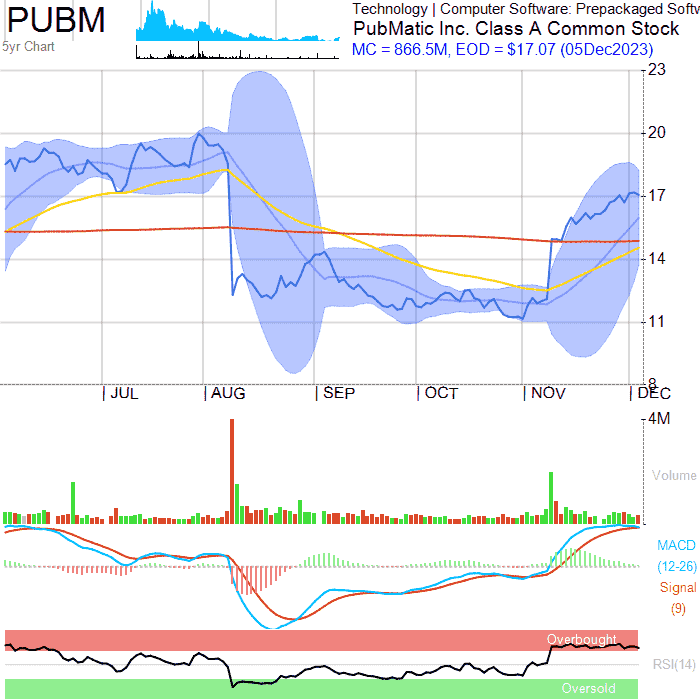 PUBM
5yr Chart
Technology | Computer Software: Prepackaged Softw
PubMatic Inc. Class A Common Stock
MC = 866.5M, EOD = $17.07 (05Dec2023)
23
20
17
14
11
8
| JUL | AUG | SEP | OCT | NOV | DEC
4M
Volume
MACD
(12-26)
Signal
(9)
Overbought
RSI(14)
Oversold